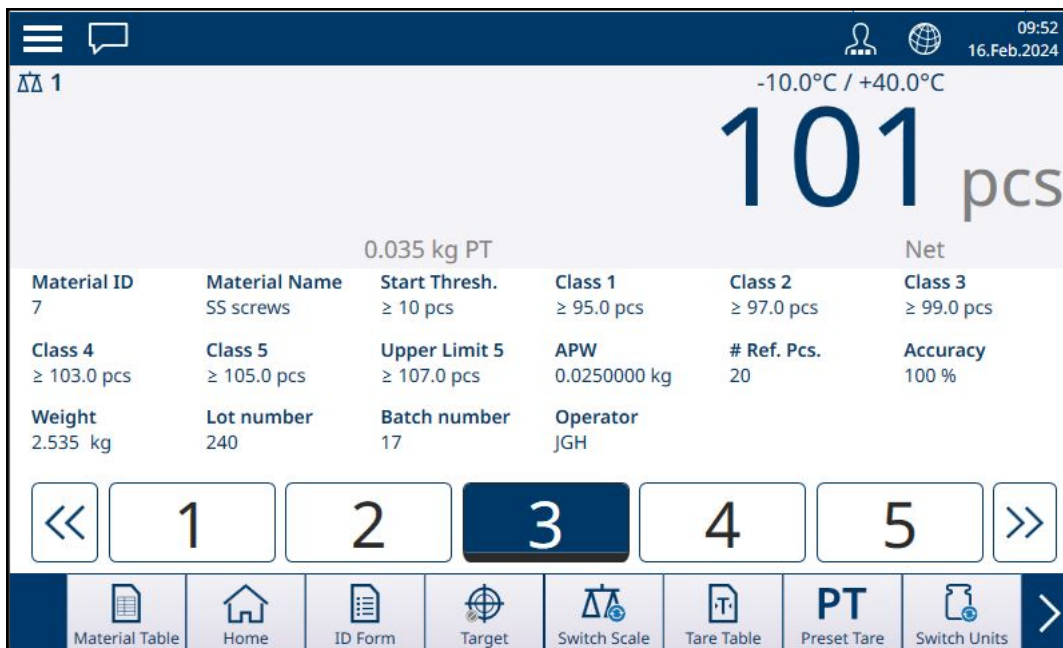 09:52
16.Feb.2024
1
-10.0°C / +40.0°C
101 pcs
0.035 kg PT Net
Material ID Material Name Start Thresh. Class 1 Class 2 Class 3
7 SS screws ≥ 10 pcs ≥ 95.0 pcs ≥ 97.0 pcs ≥ 99.0 pcs
Class 4 Class 5 Upper Limit 5 APW # Ref. Pcs. Accuracy
≥ 103.0 pcs ≥ 105.0 pcs ≥ 107.0 pcs 0.0250000 kg 20 100 %
Weight Lot number Batch number Operator
2.535 kg 240 17 JGH
<< 1 2 3 4 5 >>
·T· PT
Material Table Home ID Form Target Switch Scale Tare Table Preset Tare Switch Units